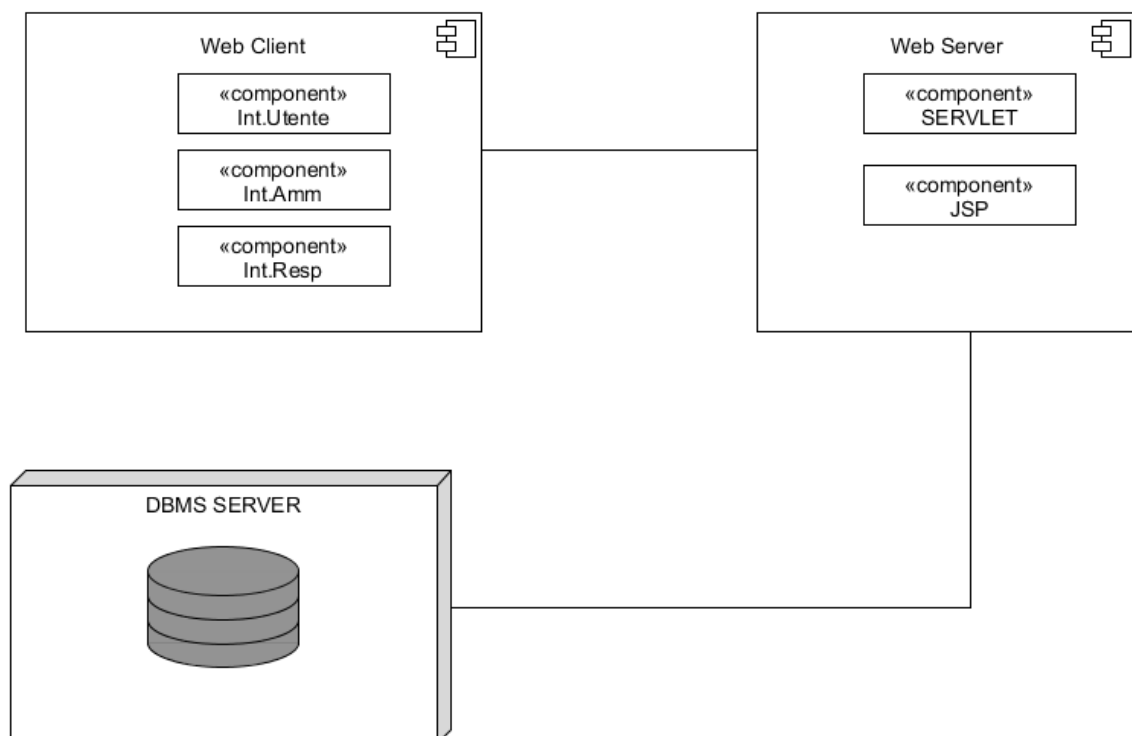 Web Client
«component»
Int.Utente
«component»
Int.Amm
«component»
Int.Resp
Web Server
«component»
SERVLET
«component»
JSP
DBMS SERVER